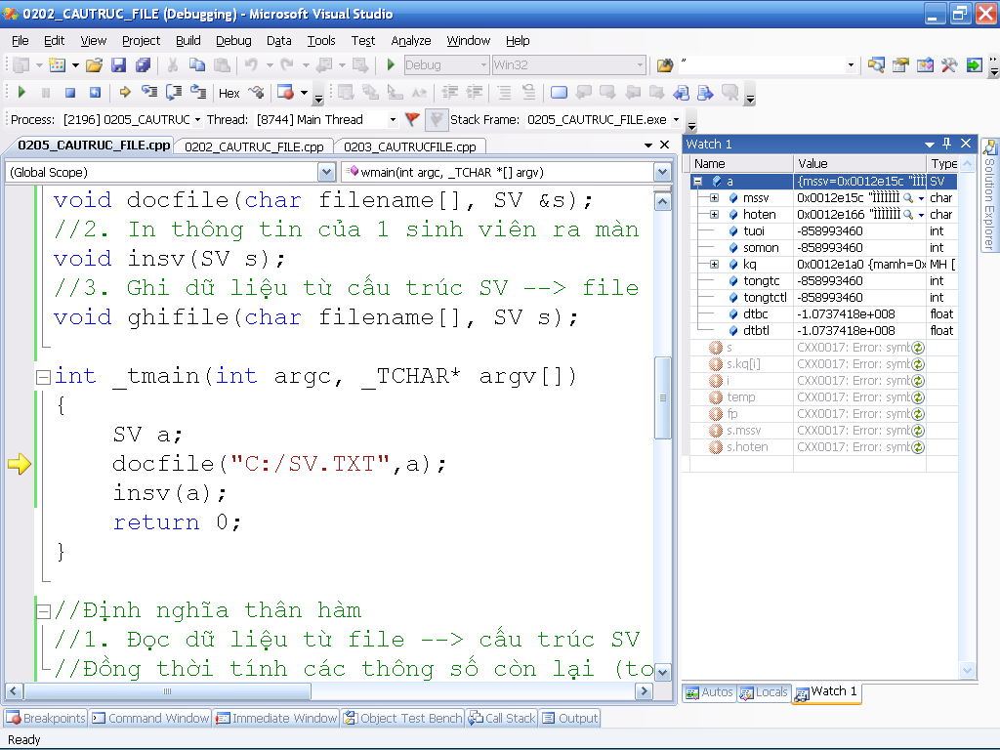 0202_CAUTRUC_FILE (Debugging) - Microsoft Visual Studio
File Edit View Project Build Debug Data Tools Test Analyze Window Help
Debug Win32 "
Hex
Process: [2196] 0205_CAUTRUC Thread: [8744] Main Thread Stack Frame: 0205_CAUTRUC_FILE.exe
0205_CAUTRUC_FILE.cpp 0202_CAUTRUC_FILE.cpp 0203_CAUTRUCFILE.cpp
(Global Scope) wmain(int argc, _TCHAR *[] argv)
void docfile(char filename[], SV &s);
//2. In thông tin của 1 sinh viên ra màn
void insv(SV s);
//3. Ghi dữ liệu từ cấu trúc SV --> file
void ghifile(char filename[], SV s);
int _tmain(int argc, _TCHAR* argv[])
{
SV a;
docfile("C:/SV.TXT",a);
insv(a);
return 0;
}
//Định nghĩa thân hàm
//1. Đọc dữ liệu từ file --> cấu trúc SV
//Đồng thời tính các thông số còn lại (to
Watch 1
Name Value Type
a {mssv=0x0012e15c "ÌÌÌ SV
mssv 0x0012e15c "ÌÌÌÌÌÌÌ char
hoten 0x0012e166 "ÌÌÌÌÌÌÌ char
tuoi -858993460 int
somon -858993460 int
kq 0x0012e1a0 {mamh=0x MH [
tongtc -858993460 int
tongtctl -858993460 int
dtbc -1.0737418e+008 float
dtbtl -1.0737418e+008 float
s CXX0017: Error: symb
s.kq[i] CXX0017: Error: symb
i CXX0017: Error: symb
temp CXX0017: Error: symb
fp CXX0017: Error: symb
s.mssv CXX0017: Error: symb
s.hoten CXX0017: Error: symb
Autos Locals Watch 1
Solution Explorer
Breakpoints Command Window Immediate Window Object Test Bench Call Stack Output
Ready